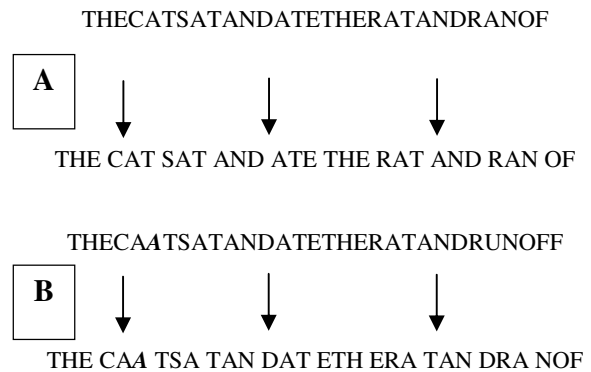 THECATSATANDATETHERATANDRANOF
A
THE CAT SAT AND ATE THE RAT AND RAN OF
THECAATSATANDATETHERATANDRUNOFF
B
THE CAA TSA TAN DAT ETH ERA TAN DRA NOF